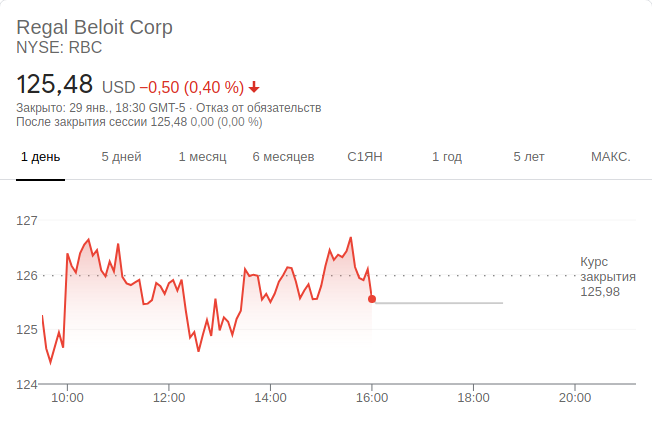 Regal Beloit Corp
NYSE: RBC
125,48 USD −0,50 (0,40 %)
Закрыто: 29 янв., 18:30 GMT-5 · Отказ от обязательств
После закрытия сессии 125,48 0,00 (0,00 %)
1 день 5 дней 1 месяц 6 месяцев С1ЯН 1 год 5 лет МАКС.
127
126
125
124
Курс
закрытия
125,98
10:00 12:00 14:00 16:00 18:00 20:00